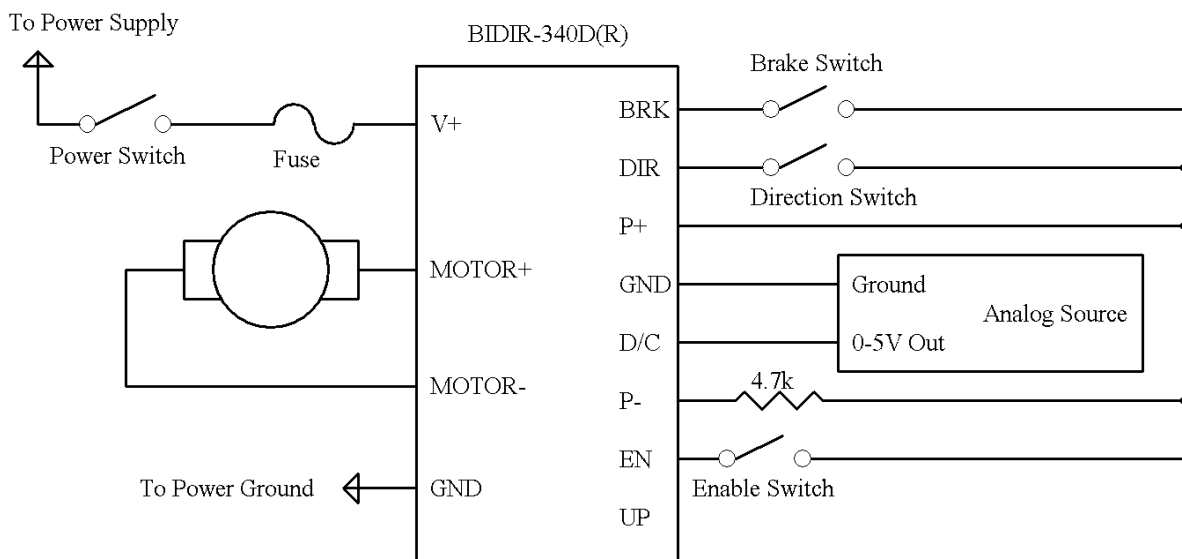 To Power Supply
BIDIR-340D(R)
Power Switch
Fuse
V+
MOTOR+
MOTOR-
To Power Ground
GND
BRK
Brake Switch
DIR
Direction Switch
P+
GND
Ground
Analog Source
D/C
0-5V Out
P-
4.7k
EN
Enable Switch
UP